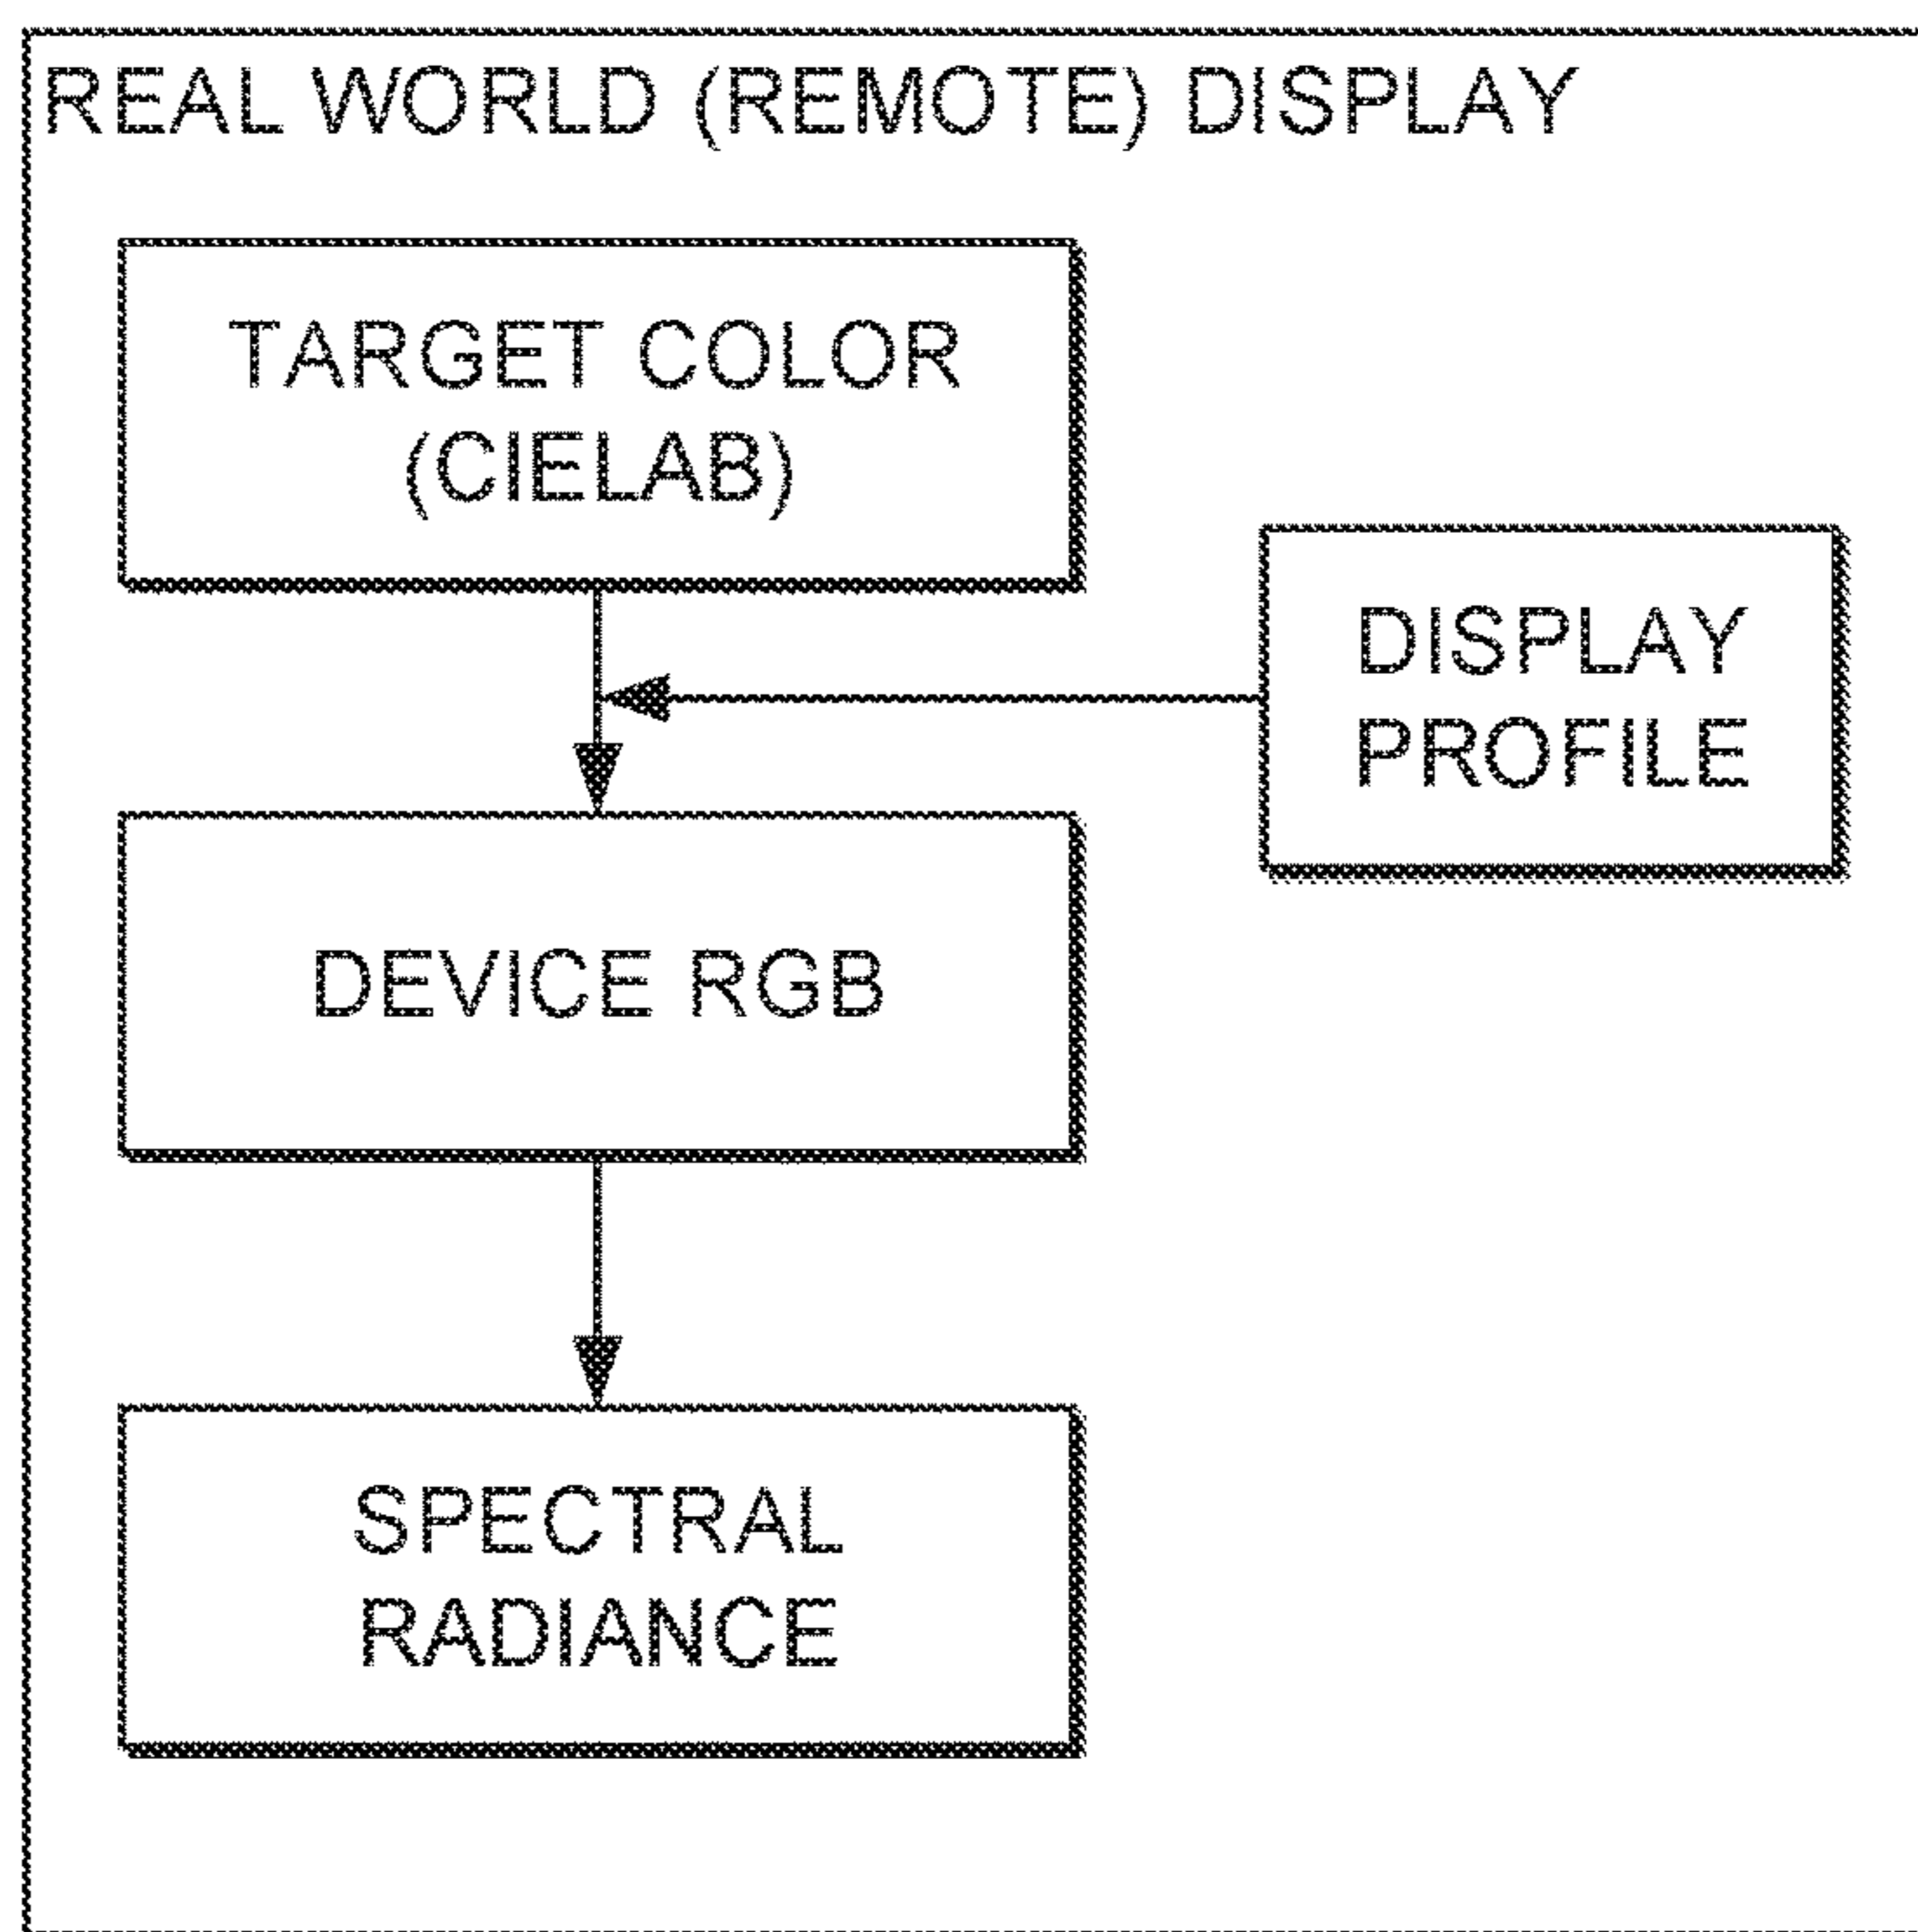 REAL WORLD (REMOTE) DISPLAY
TARGET COLOR
(CIELAB)
DISPLAY
PROFILE
DEVICE RGB
SPECTRAL
RADIANCE